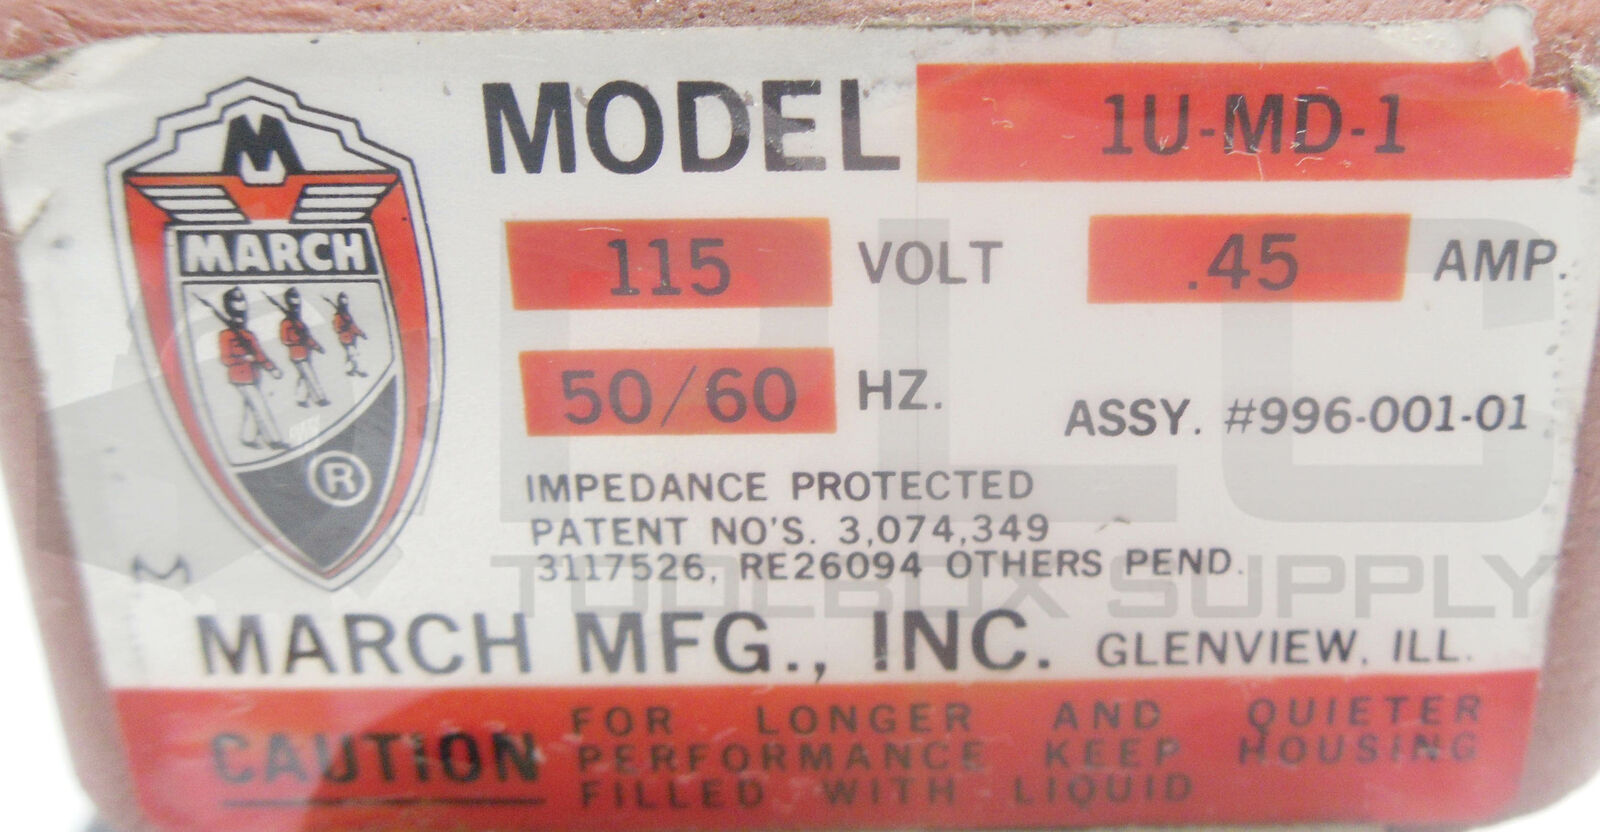 MODEL 1U-MD-1
M
MARCH
®
115 VOLT .45 AMP.
50/60 HZ.
ASSY. #996-001-01
IMPEDANCE PROTECTED
PATENT NO'S. 3,074,349
3117526, RE26094 OTHERS PEND.
MARCH MFG., INC. GLENVIEW, ILL.
CAUTION
FOR LONGER AND QUIETER
PERFORMANCE KEEP HOUSING
FILLED WITH LIQUID
PLC
TOOLBOX SUPPLY